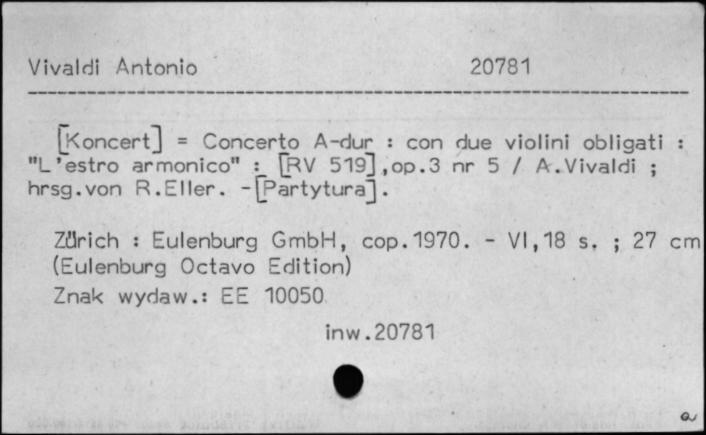 Vivaldi Antonio 20781
[Koncert] = Concerto A-dur : con due violini obligati :
"L'estro armonico" : [RV 519],op.3 nr 5 / A.Vivaldi ;
hrsg.von R.Eller. -[Partytura].
Zürich : Eulenburg GmbH, cop.1970. - VI,18 s. ; 27 cm
(Eulenburg Octavo Edition)
Znak wydaw.: EE 10050
inw.20781